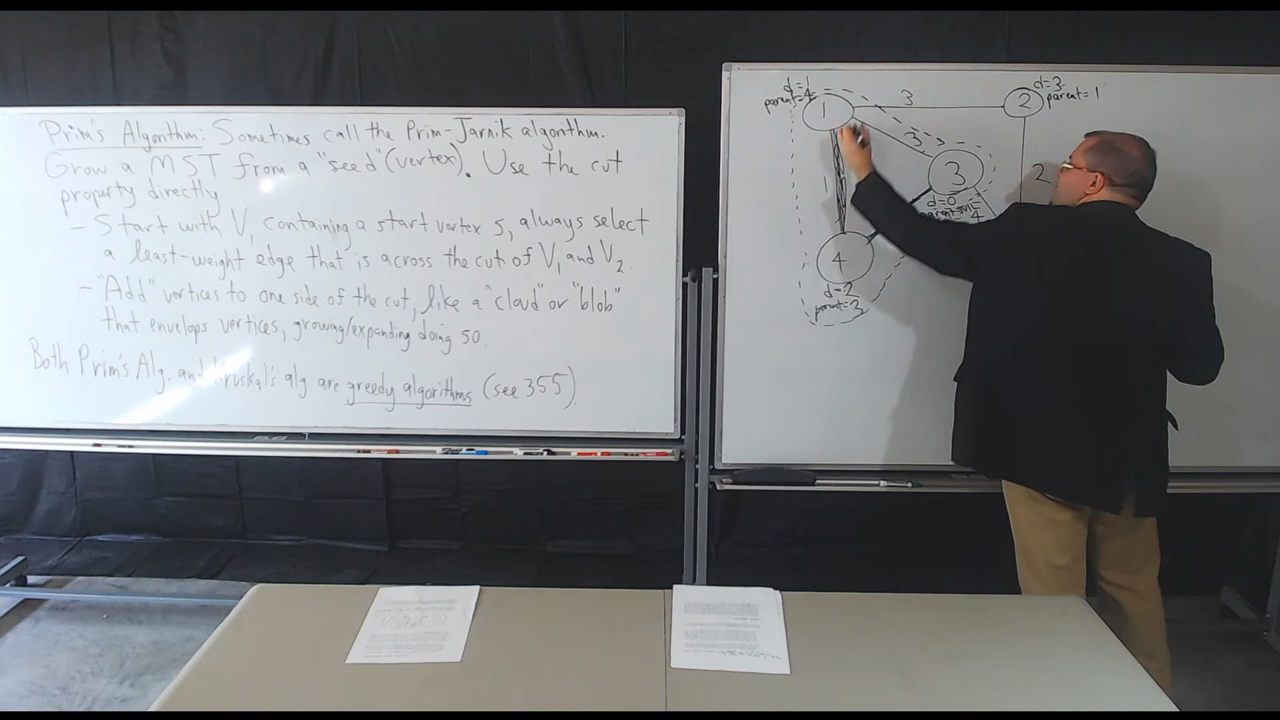 Prim's Algorithm: Sometimes call the Prim-Jarnik algorithm.
Grow a MST from a "seed" (vertex). Use the cut
property directly
- Start with V1 containing a start vertex s, always select
a least-weight edge that is across the cut of V1 and V2.
- "Add" vertices to one side of the cut, like a "cloud" or "blob"
that envelops vertices, growing/expanding doing so.
Both Prim's Alg. and Kruskal's alg are greedy algorithms (see 355)
d=1
parent=4
1
3
2
d=3
parent=1
3
3
d=0
4
2
1
4
d=2
parent=3